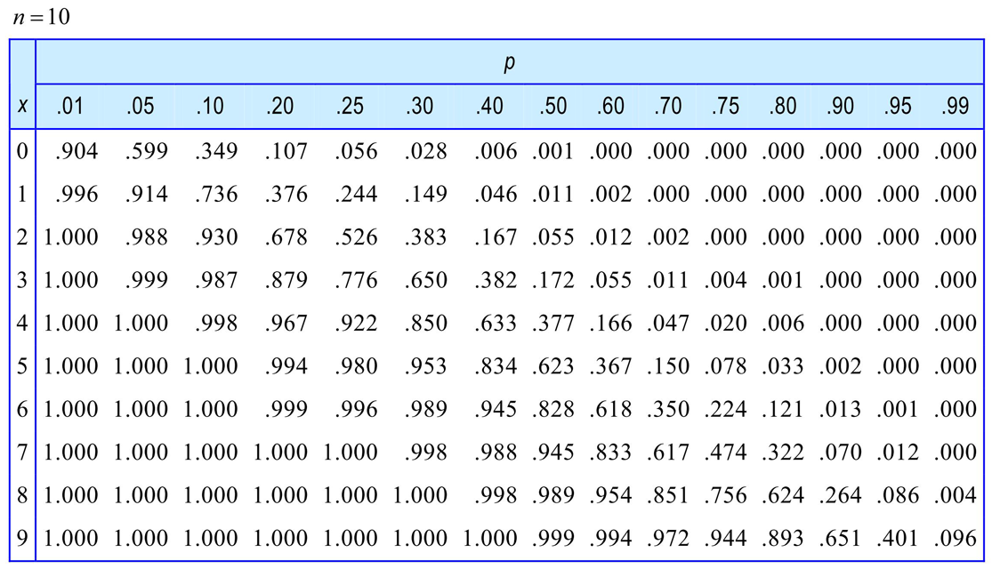 n = 10
p
x .01 .05 .10 .20 .25 .30 .40 .50 .60 .70 .75 .80 .90 .95 .99
0 .904 .599 .349 .107 .056 .028 .006 .001 .000 .000 .000 .000 .000 .000 .000
1 .996 .914 .736 .376 .244 .149 .046 .011 .002 .000 .000 .000 .000 .000 .000
2 1.000 .988 .930 .678 .526 .383 .167 .055 .012 .002 .000 .000 .000 .000 .000
3 1.000 .999 .987 .879 .776 .650 .382 .172 .055 .011 .004 .001 .000 .000 .000
4 1.000 1.000 .998 .967 .922 .850 .633 .377 .166 .047 .020 .006 .000 .000 .000
5 1.000 1.000 1.000 .994 .980 .953 .834 .623 .367 .150 .078 .033 .002 .000 .000
6 1.000 1.000 1.000 .999 .996 .989 .945 .828 .618 .350 .224 .121 .013 .001 .000
7 1.000 1.000 1.000 1.000 1.000 .998 .988 .945 .833 .617 .474 .322 .070 .012 .000
8 1.000 1.000 1.000 1.000 1.000 1.000 .998 .989 .954 .851 .756 .624 .264 .086 .004
9 1.000 1.000 1.000 1.000 1.000 1.000 1.000 .999 .994 .972 .944 .893 .651 .401 .096